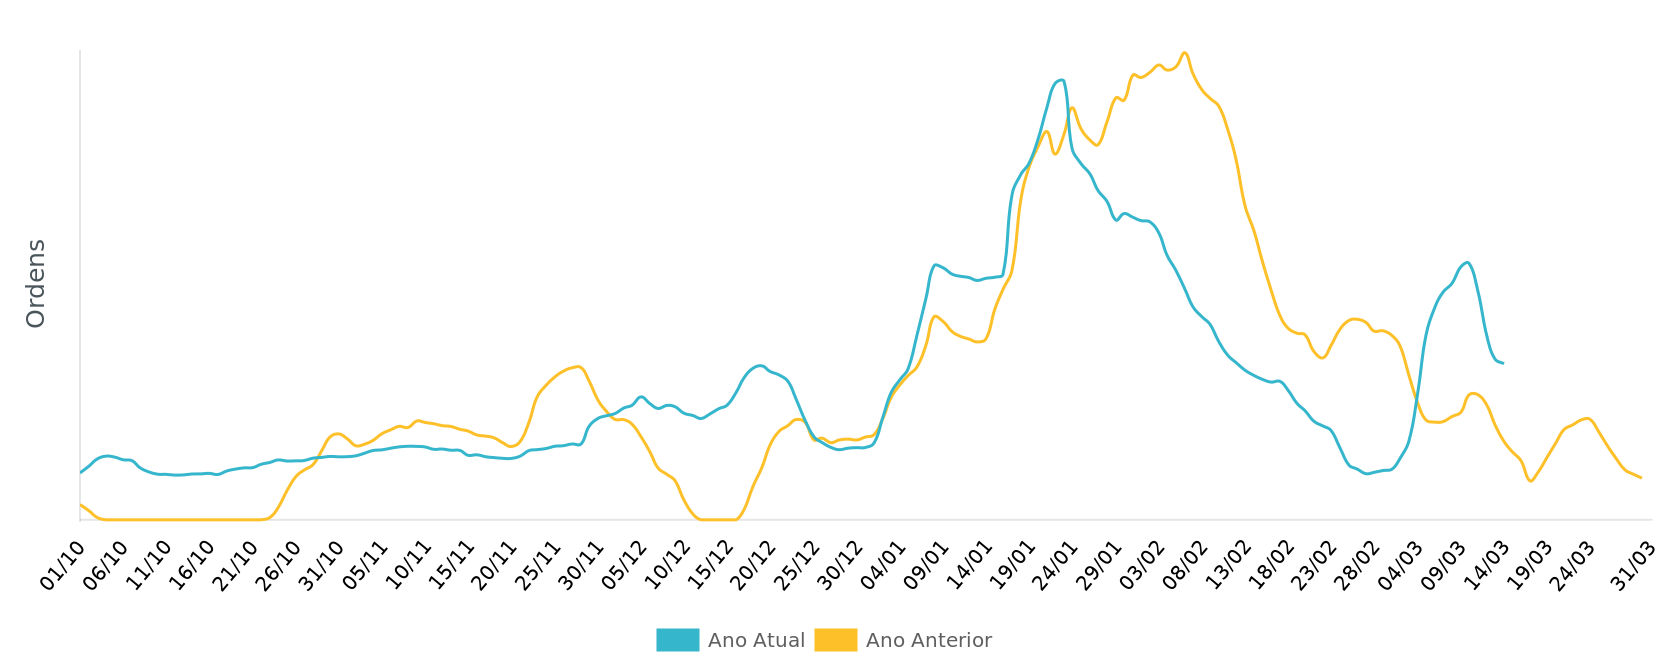 Ordens
01/10 06/10 11/10 16/10 21/10 26/10 31/10 05/11 10/11 15/11 20/11 25/11 30/11 05/12 10/12 15/12 20/12 25/12 30/12 04/01 09/01 14/01 19/01 24/01 29/01 03/02 08/02 13/02 18/02 23/02 28/02 04/03 09/03 14/03 19/03 24/03 31/03
Ano Atual Ano Anterior